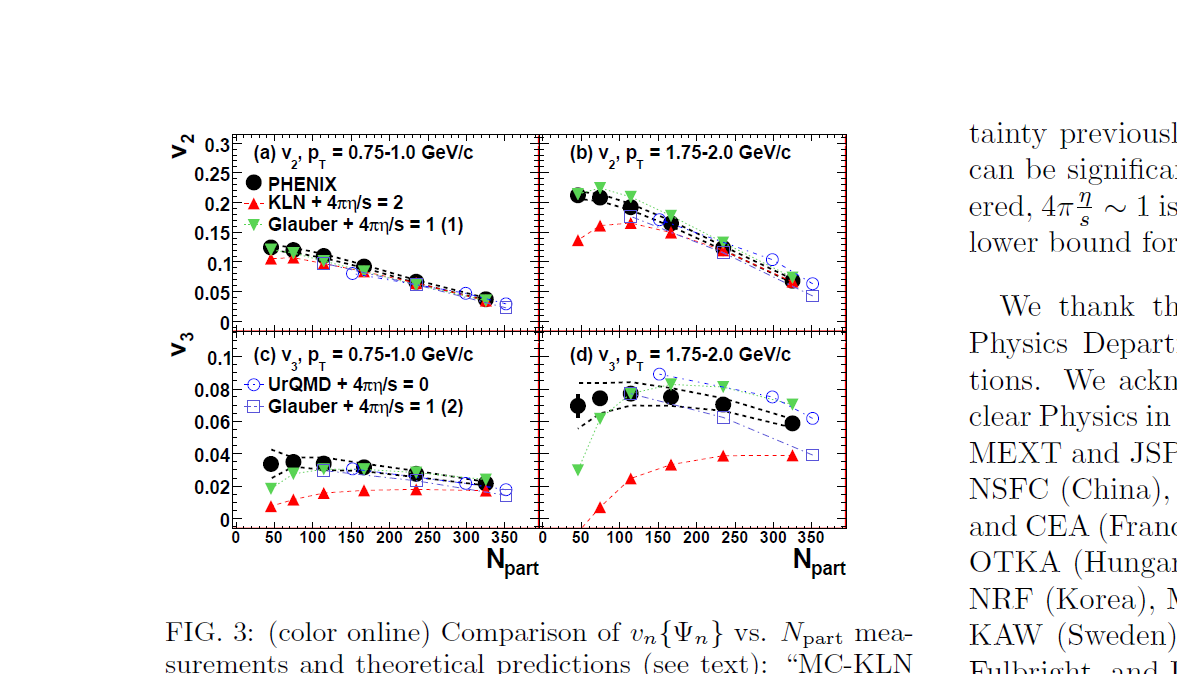 v2
0.3
0.25
0.2
0.15
0.1
0.05
0
(a) v2, pT = 0.75-1.0 GeV/c
PHENIX
KLN + 4πη/s = 2
Glauber + 4πη/s = 1 (1)
(b) v2, pT = 1.75-2.0 GeV/c
v3
0.1
0.08
0.06
0.04
0.02
0
(c) v3, pT = 0.75-1.0 GeV/c
UrQMD + 4πη/s = 0
Glauber + 4πη/s = 1 (2)
(d) v3, pT = 1.75-2.0 GeV/c
0 50 100 150 200 250 300 350
0 50 100 150 200 250 300 350
Npart
Npart
FIG. 3: (color online) Comparison of vn{Ψn} vs. Npart mea-
surements and theoretical predictions (see text): “MC-KLN
tainty previousl
can be significa
ered, 4π η/s ∼ 1 is
lower bound for
We thank th
Physics Depart
tions. We ackn
clear Physics in
MEXT and JSP
NSFC (China),
and CEA (Franc
OTKA (Hungar
NRF (Korea), M
KAW (Sweden)
Fulbright, and